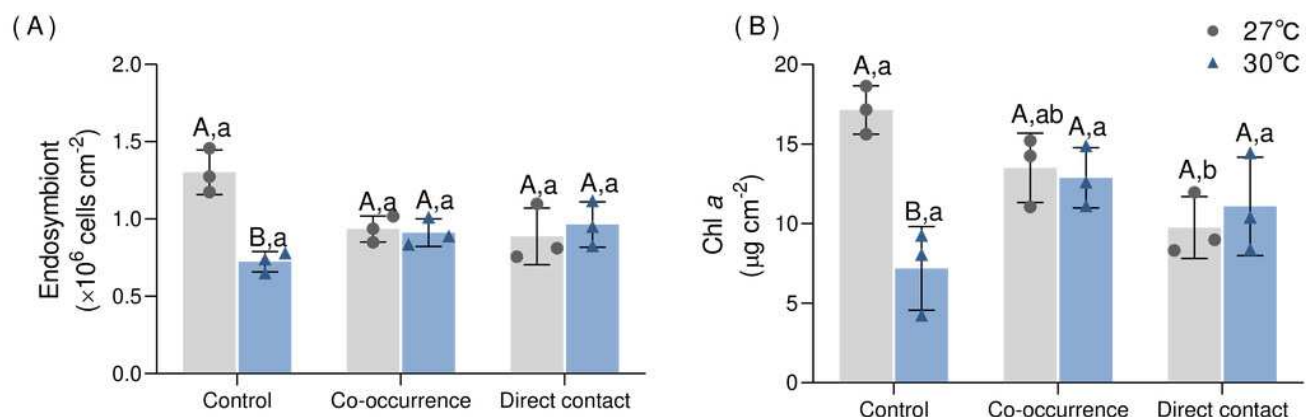 (A)
Endosymbiont
(×10⁶ cells cm⁻²)
2.0
1.5
1.0
0.5
0.0
A,a
B,a
A,a
A,a
A,a
A,a
Control
Co-occurrence
Direct contact
(B)
27°C
30°C
Chl a
(μg cm⁻²)
20
15
10
5
0
A,a
B,a
A,ab
A,a
A,b
A,a
Control
Co-occurrence
Direct contact